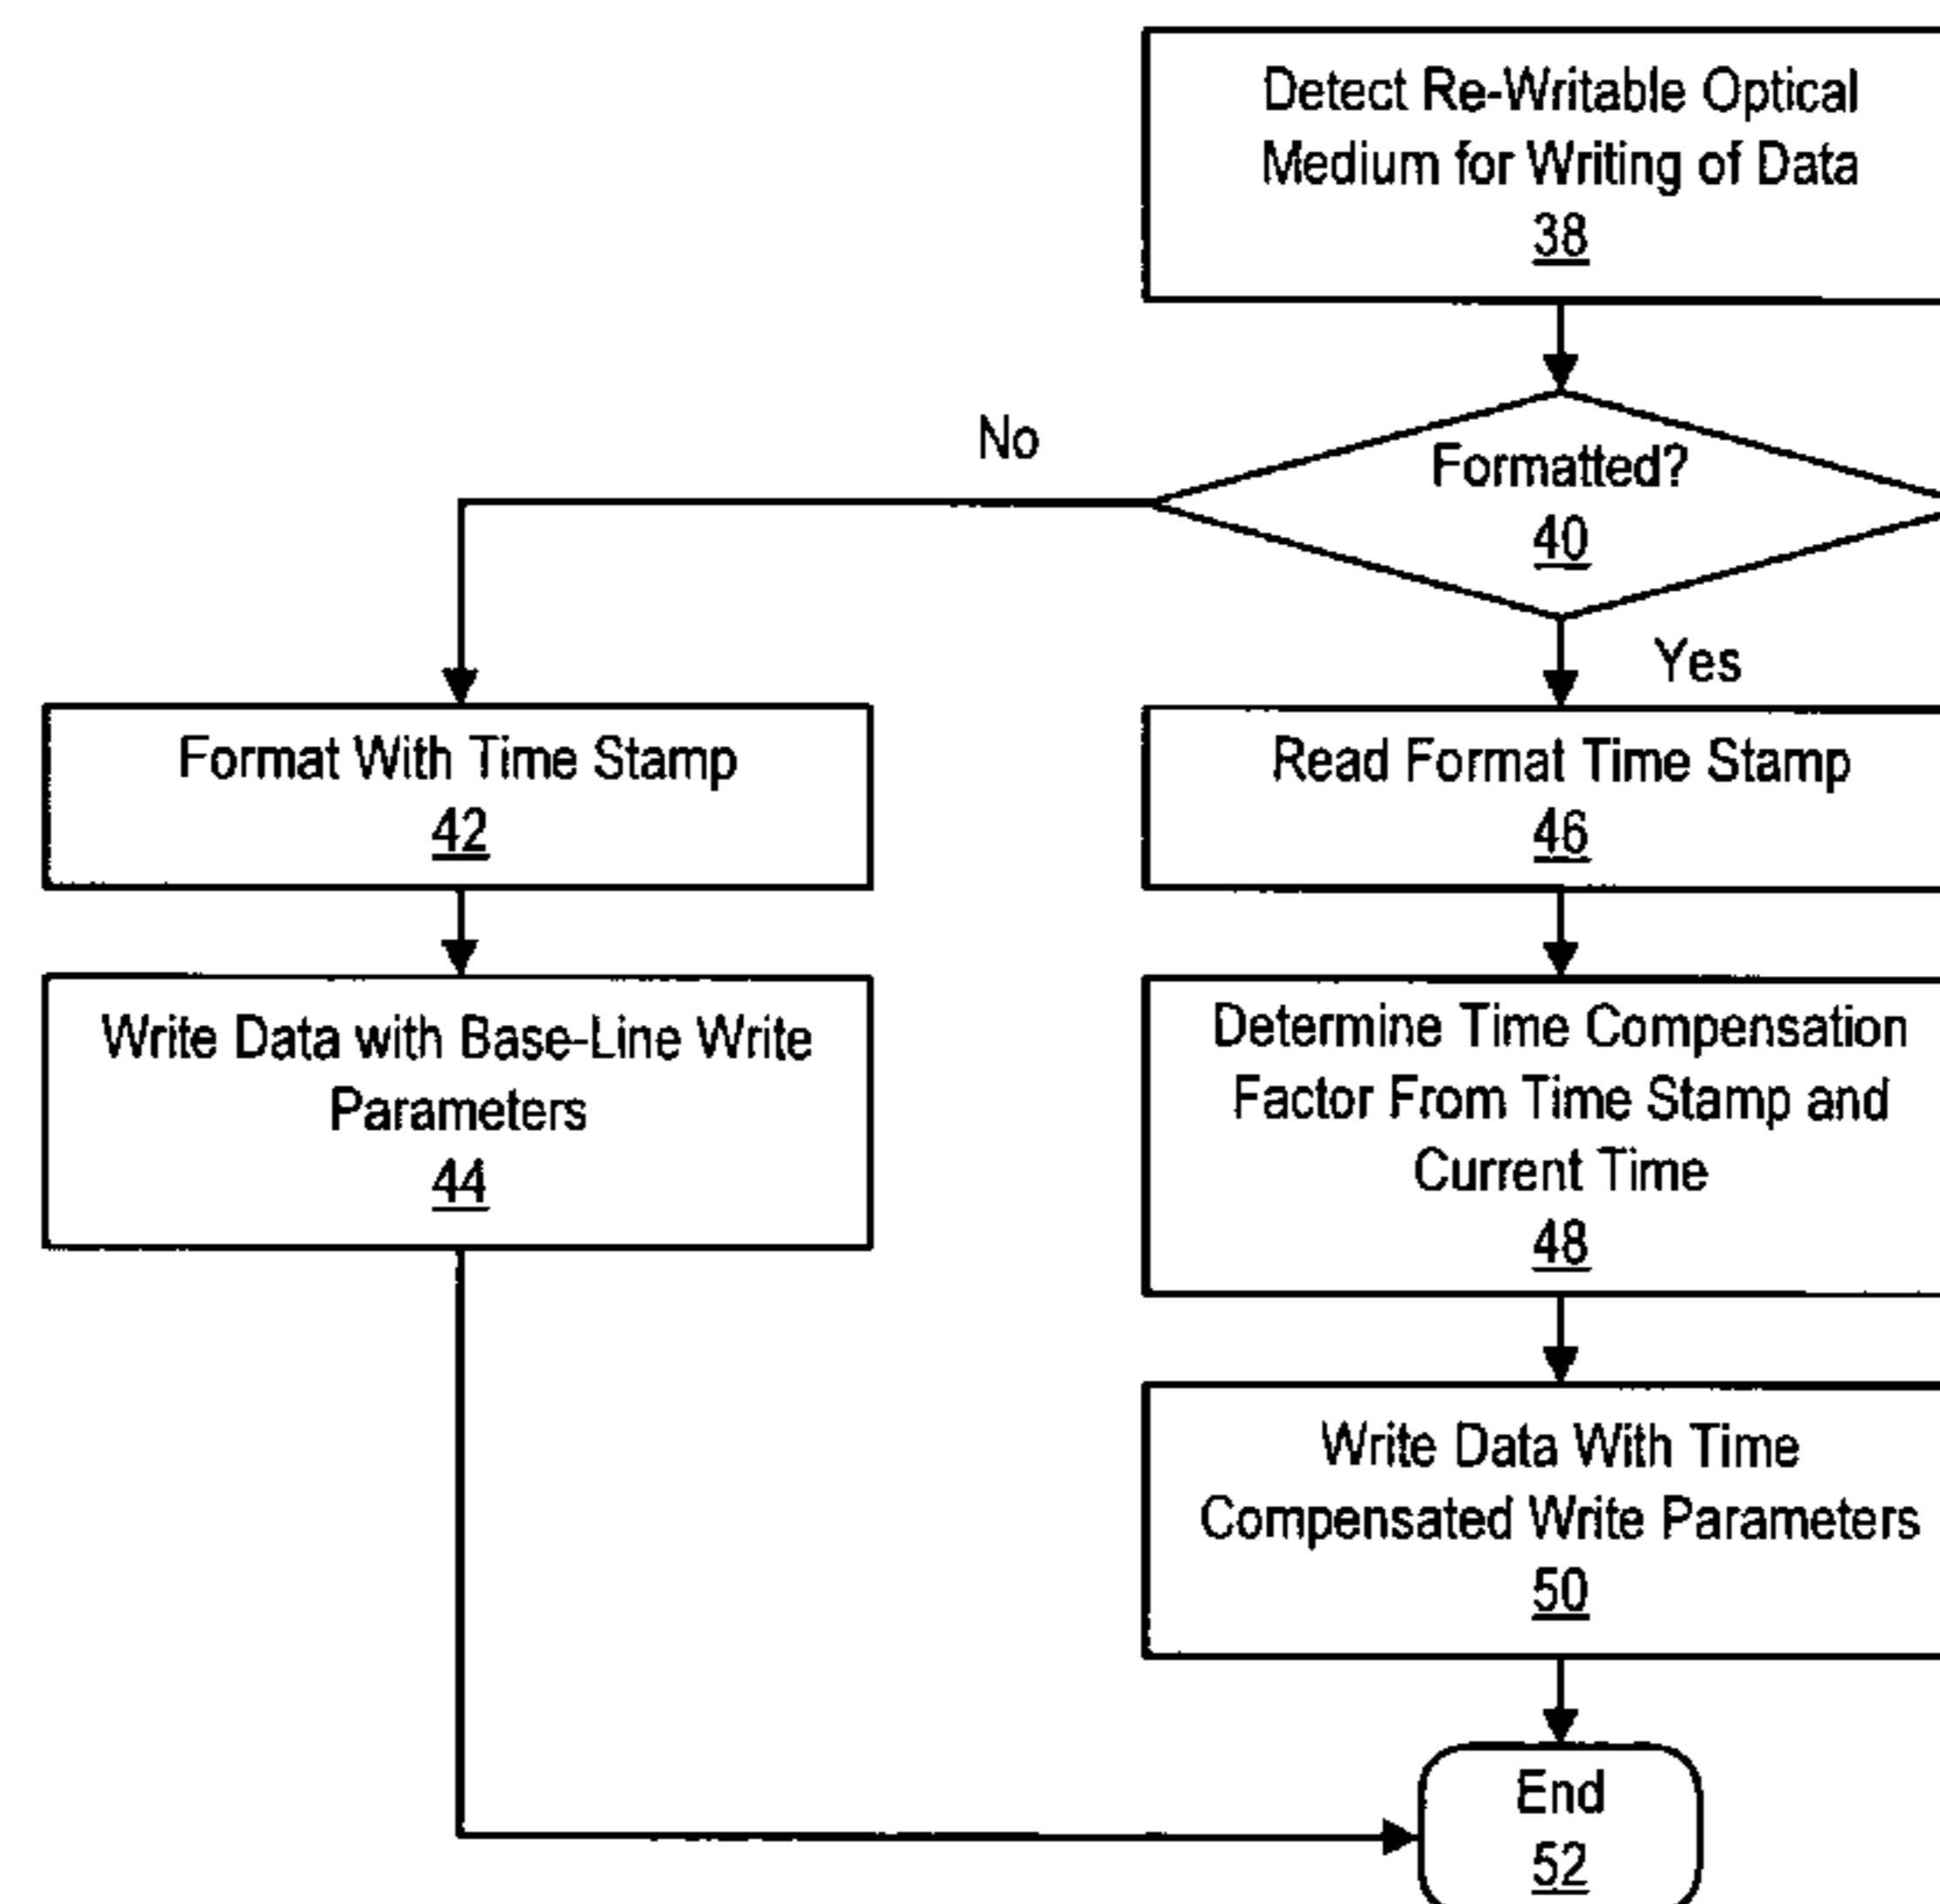 Detect Re-Writable Optical
Medium for Writing of Data
38
No
Formatted?
40
Yes
Format With Time Stamp
42
Read Format Time Stamp
46
Write Data with Base-Line Write
Parameters
44
Determine Time Compensation
Factor From Time Stamp and
Current Time
48
Write Data With Time
Compensated Write Parameters
50
End
52